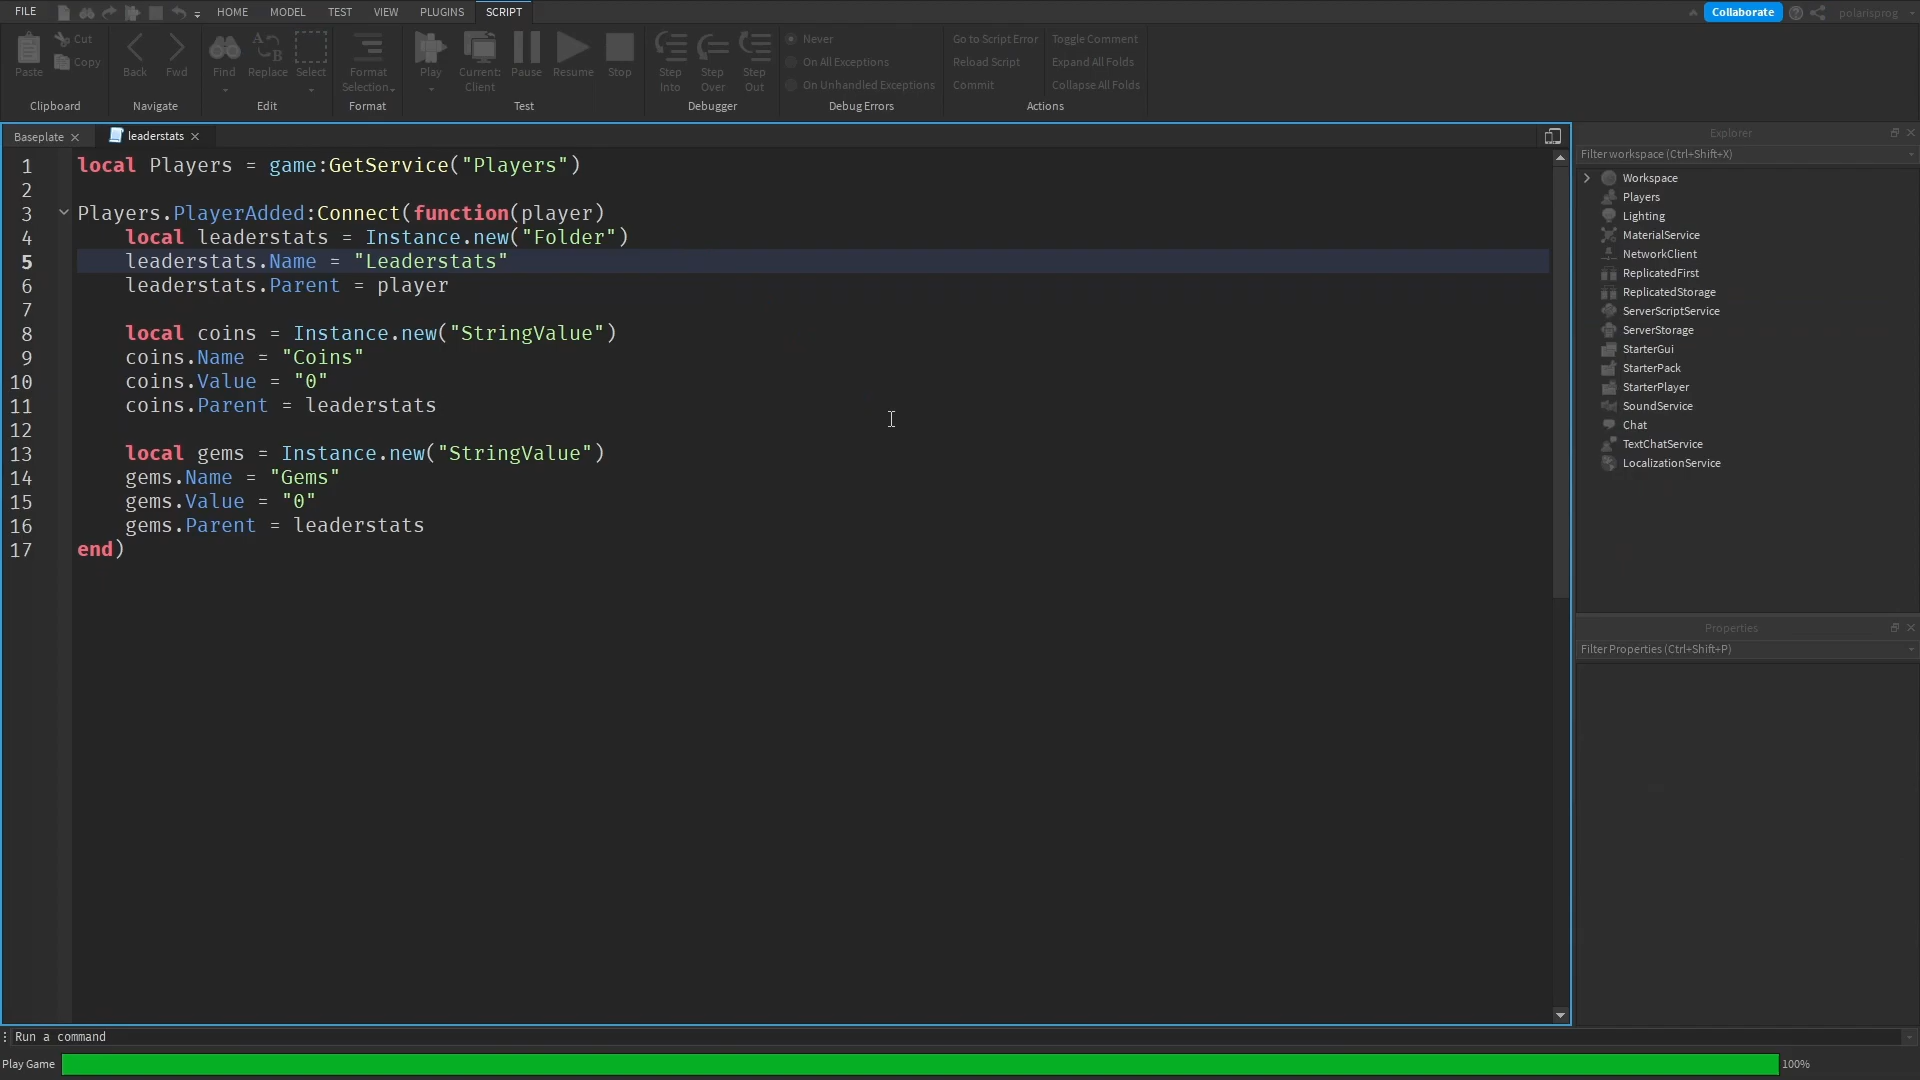 FILE HOME MODEL TEST VIEW PLUGINS SCRIPT Collaborate polarisprog
Paste Cut Copy Back Fwd Find Replace Select Format Selection Play Current: Client Pause Resume Stop Step Into Step Over Step Out
Never
On All Exceptions
On Unhandled Exceptions
Go to Script Error Toggle Comment
Reload Script Expand All Folds
Commit Collapse All Folds
Clipboard Navigate Edit Format Test Debugger Debug Errors Actions
Baseplate leaderstats
1 local Players = game:GetService("Players")
2
3 Players.PlayerAdded:Connect(function(player)
4 local leaderstats = Instance.new("Folder")
5 leaderstats.Name = "Leaderstats"
6 leaderstats.Parent = player
7
8 local coins = Instance.new("StringValue")
9 coins.Name = "Coins"
10 coins.Value = "0"
11 coins.Parent = leaderstats
12
13 local gems = Instance.new("StringValue")
14 gems.Name = "Gems"
15 gems.Value = "0"
16 gems.Parent = leaderstats
17 end)
Explorer
Filter workspace (Ctrl+Shift+X)
Workspace
Players
Lighting
MaterialService
NetworkClient
ReplicatedFirst
ReplicatedStorage
ServerScriptService
ServerStorage
StarterGui
StarterPack
StarterPlayer
SoundService
Chat
TextChatService
LocalizationService
Properties
Filter Properties (Ctrl+Shift+P)
Run a command
Play Game 100%